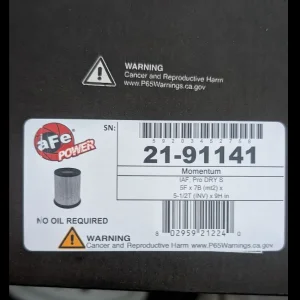 WARNING
Cancer and Reproductive Harm
www.P65Warnings.ca.gov
aFe
POWER
SN:
21-91141
Momentum
IAF, Pro DRY S
5F x 7B (mt2) x
5-1/2T (INV) x 9H in
NO OIL REQUIRED
8 02959 21224 0
WARNING
Cancer and Reproductive Harm www.P65Warnings.ca.gov